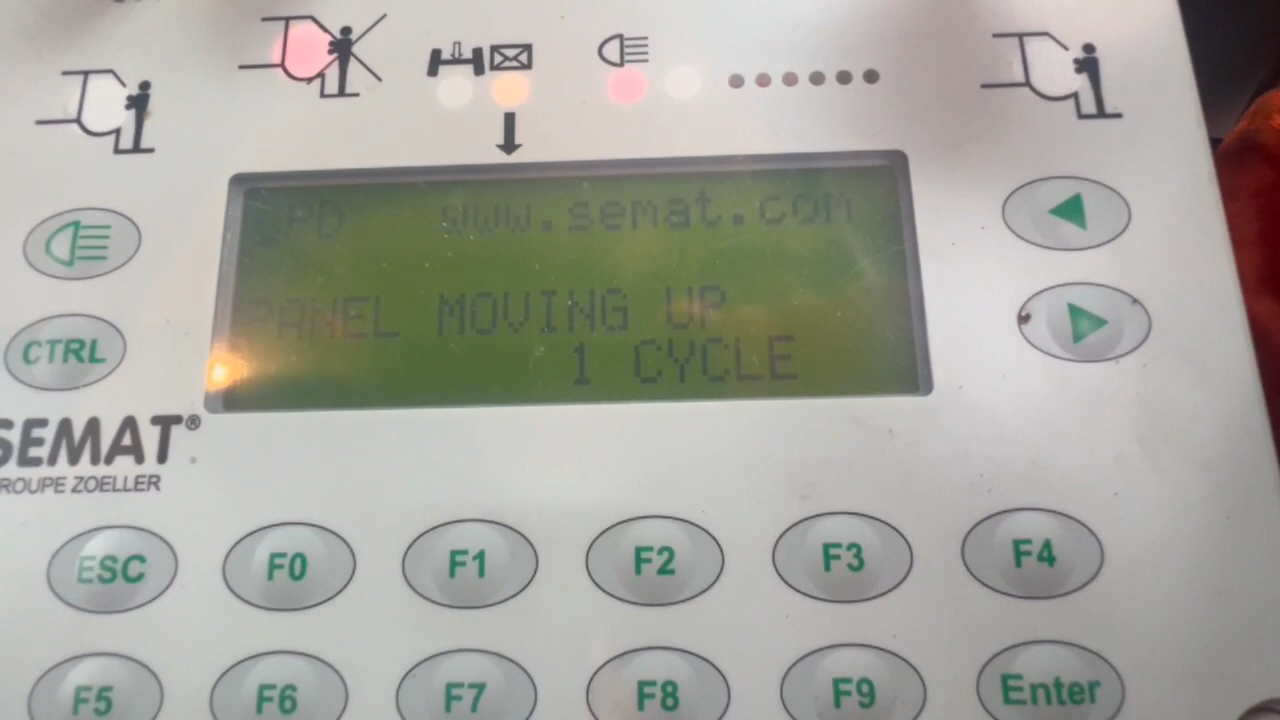 www.semat.com
PANEL MOVING UP
1 CYCLE
CTRL
SEMAT®
ROUPE ZOELLER
ESC F0 F1 F2 F3 F4
F5 F6 F7 F8 F9 Enter